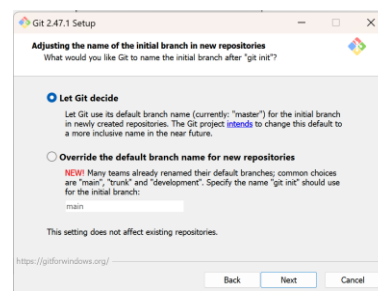 Git 2.47.1 Setup
Adjusting the name of the initial branch in new repositories
What would you like Git to name the initial branch after "git init"?
Let Git decide
Let Git use its default branch name (currently: "master") for the initial branch
in newly created repositories. The Git project intends to change this default to
a more inclusive name in the near future.
Override the default branch name for new repositories
NEW! Many teams already renamed their default branches; common choices
are "main", "trunk" and "development". Specify the name "git init" should use
for the initial branch:
main
This setting does not affect existing repositories.
https://gitforwindows.org/
Back Next Cancel